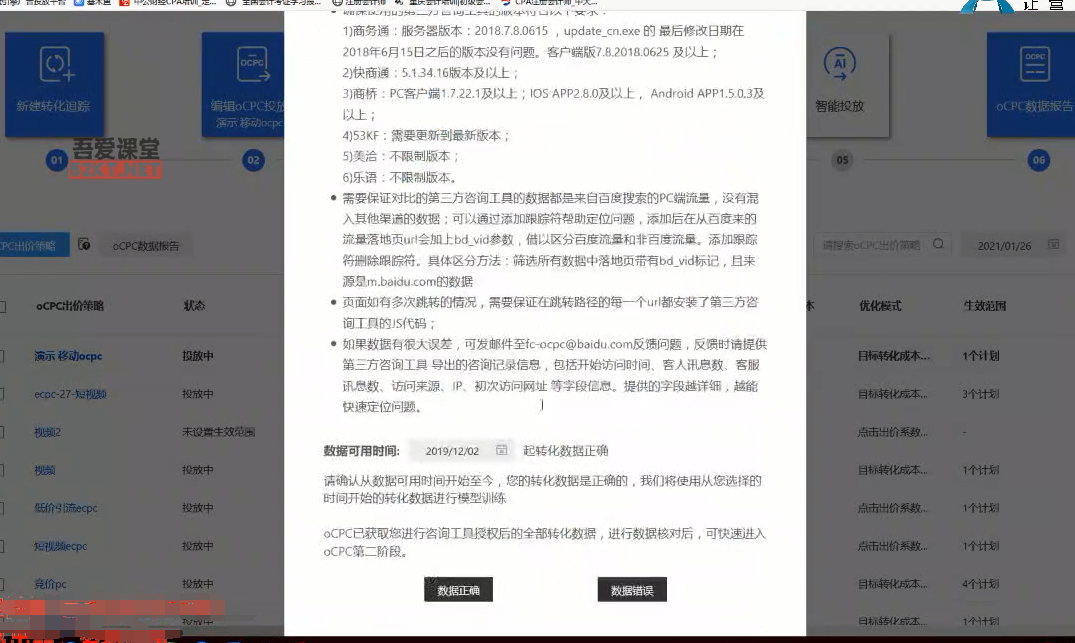 新建转化追踪
编辑oCPC投放
演示 移动ocpc
吾爱课堂
52KT.NET
01
02
oCPC数据报告
oCPC出价策略
状态
演示 移动ocpc
投放中
ecpc-27-短视频
投放中
视频2
未设置生效范围
视频
投放中
低价引流ecpc
投放中
短视频ecpc
投放中
竞价pc
投放中
投放中
1)商务通：服务器版本：2018.7.8.0615 ，update_cn.exe 的 最后修改日期在
2018年6月15日之后的版本没有问题。客户端版7.8.2018.0625 及以上；
2)快商通：5.1.34.16版本及以上；
3)商桥：PC客户端1.7.22.1及以上；IOS APP2.8.0及以上， Android APP1.5.0.3及
以上；
4)53KF：需要更新到最新版本；
5)美洽：不限制版本；
6)乐语：不限制版本。
需要保证对比的第三方咨询工具的数据都是来自百度搜索的PC端流量，没有混
入其他渠道的数据；可以通过添加跟踪符帮助定位问题，添加后在从百度来的
流量落地页url会加上bd_vid参数，借以区分百度流量和非百度流量。添加跟踪
符删除跟踪符。具体区分方法：筛选所有数据中落地页带有bd_vid标记，且来
源是m.baidu.com的数据
页面如有多次跳转的情况，需要保证在跳转路径的每一个url都安装了第三方咨
询工具的JS代码；
如果数据有很大误差，可发邮件至fc-ocpc@baidu.com反馈问题，反馈时请提供
第三方咨询工具 导出的咨询记录信息，包括开始访问时间、客人讯息数、客服
讯息数、访问来源、IP、初次访问网址 等字段信息。提供的字段越详细，越能
快速定位问题。
数据可用时间: 2019/12/02 起转化数据正确
请确认从数据可用时间开始至今，您的转化数据是正确的，我们将使用从您选择的
时间开始的转化数据进行模型训练
oCPC已获取您进行咨询工具授权后的全部转化数据，进行数据核对后，可快速进入
oCPC第二阶段。
数据正确
数据错误
智能投放
oCPC数据报告
05
06
请搜索oCPC出价策略
2021/01/26
本
优化模式
生效范围
目标转化成本...
1个计划
目标转化成本...
3个计划
点击出价系数...
-
目标转化成本...
1个计划
点击出价系数...
1个计划
点击出价系数...
1个计划
目标转化成本...
4个计划
目标转化成本...
1个计划